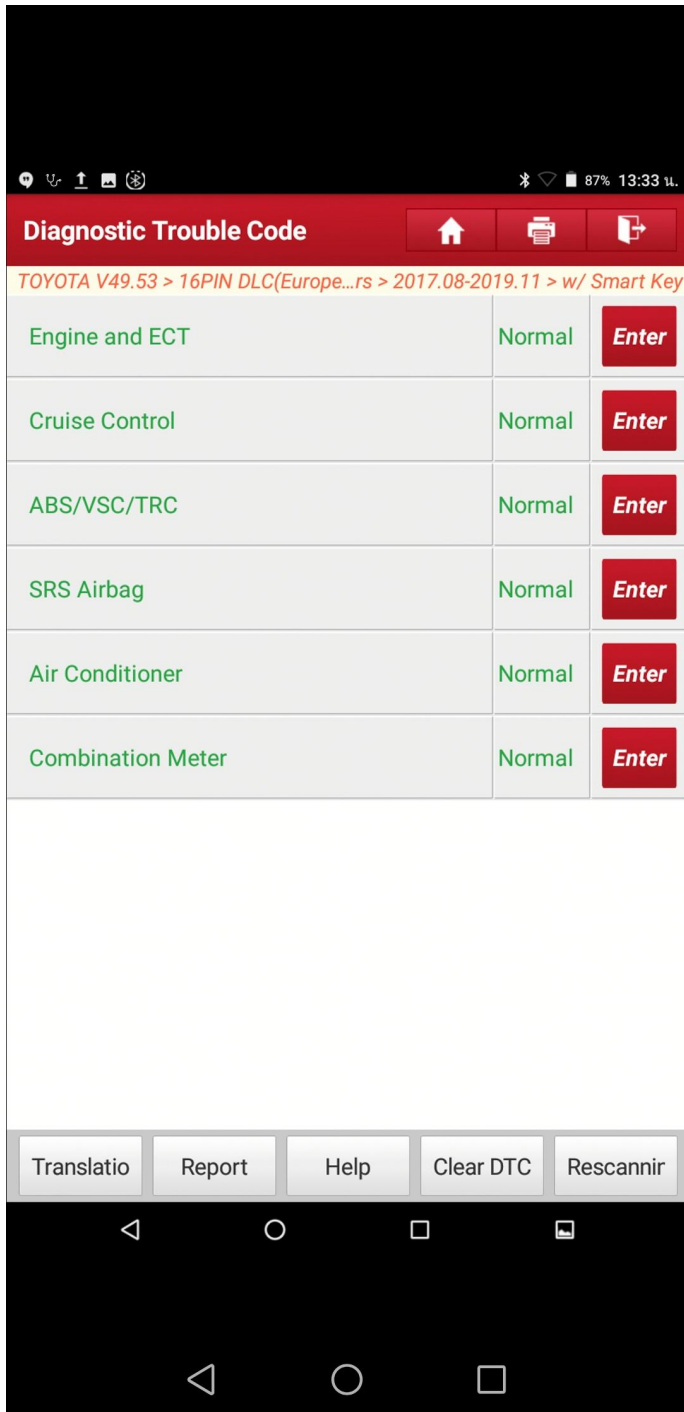 87% 13:33 น.
Diagnostic Trouble Code
TOYOTA V49.53 > 16PIN DLC(Europe...rs > 2017.08-2019.11 > w/ Smart Key
Engine and ECT Normal Enter
Cruise Control Normal Enter
ABS/VSC/TRC Normal Enter
SRS Airbag Normal Enter
Air Conditioner Normal Enter
Combination Meter Normal Enter
Translatio Report Help Clear DTC Rescannir